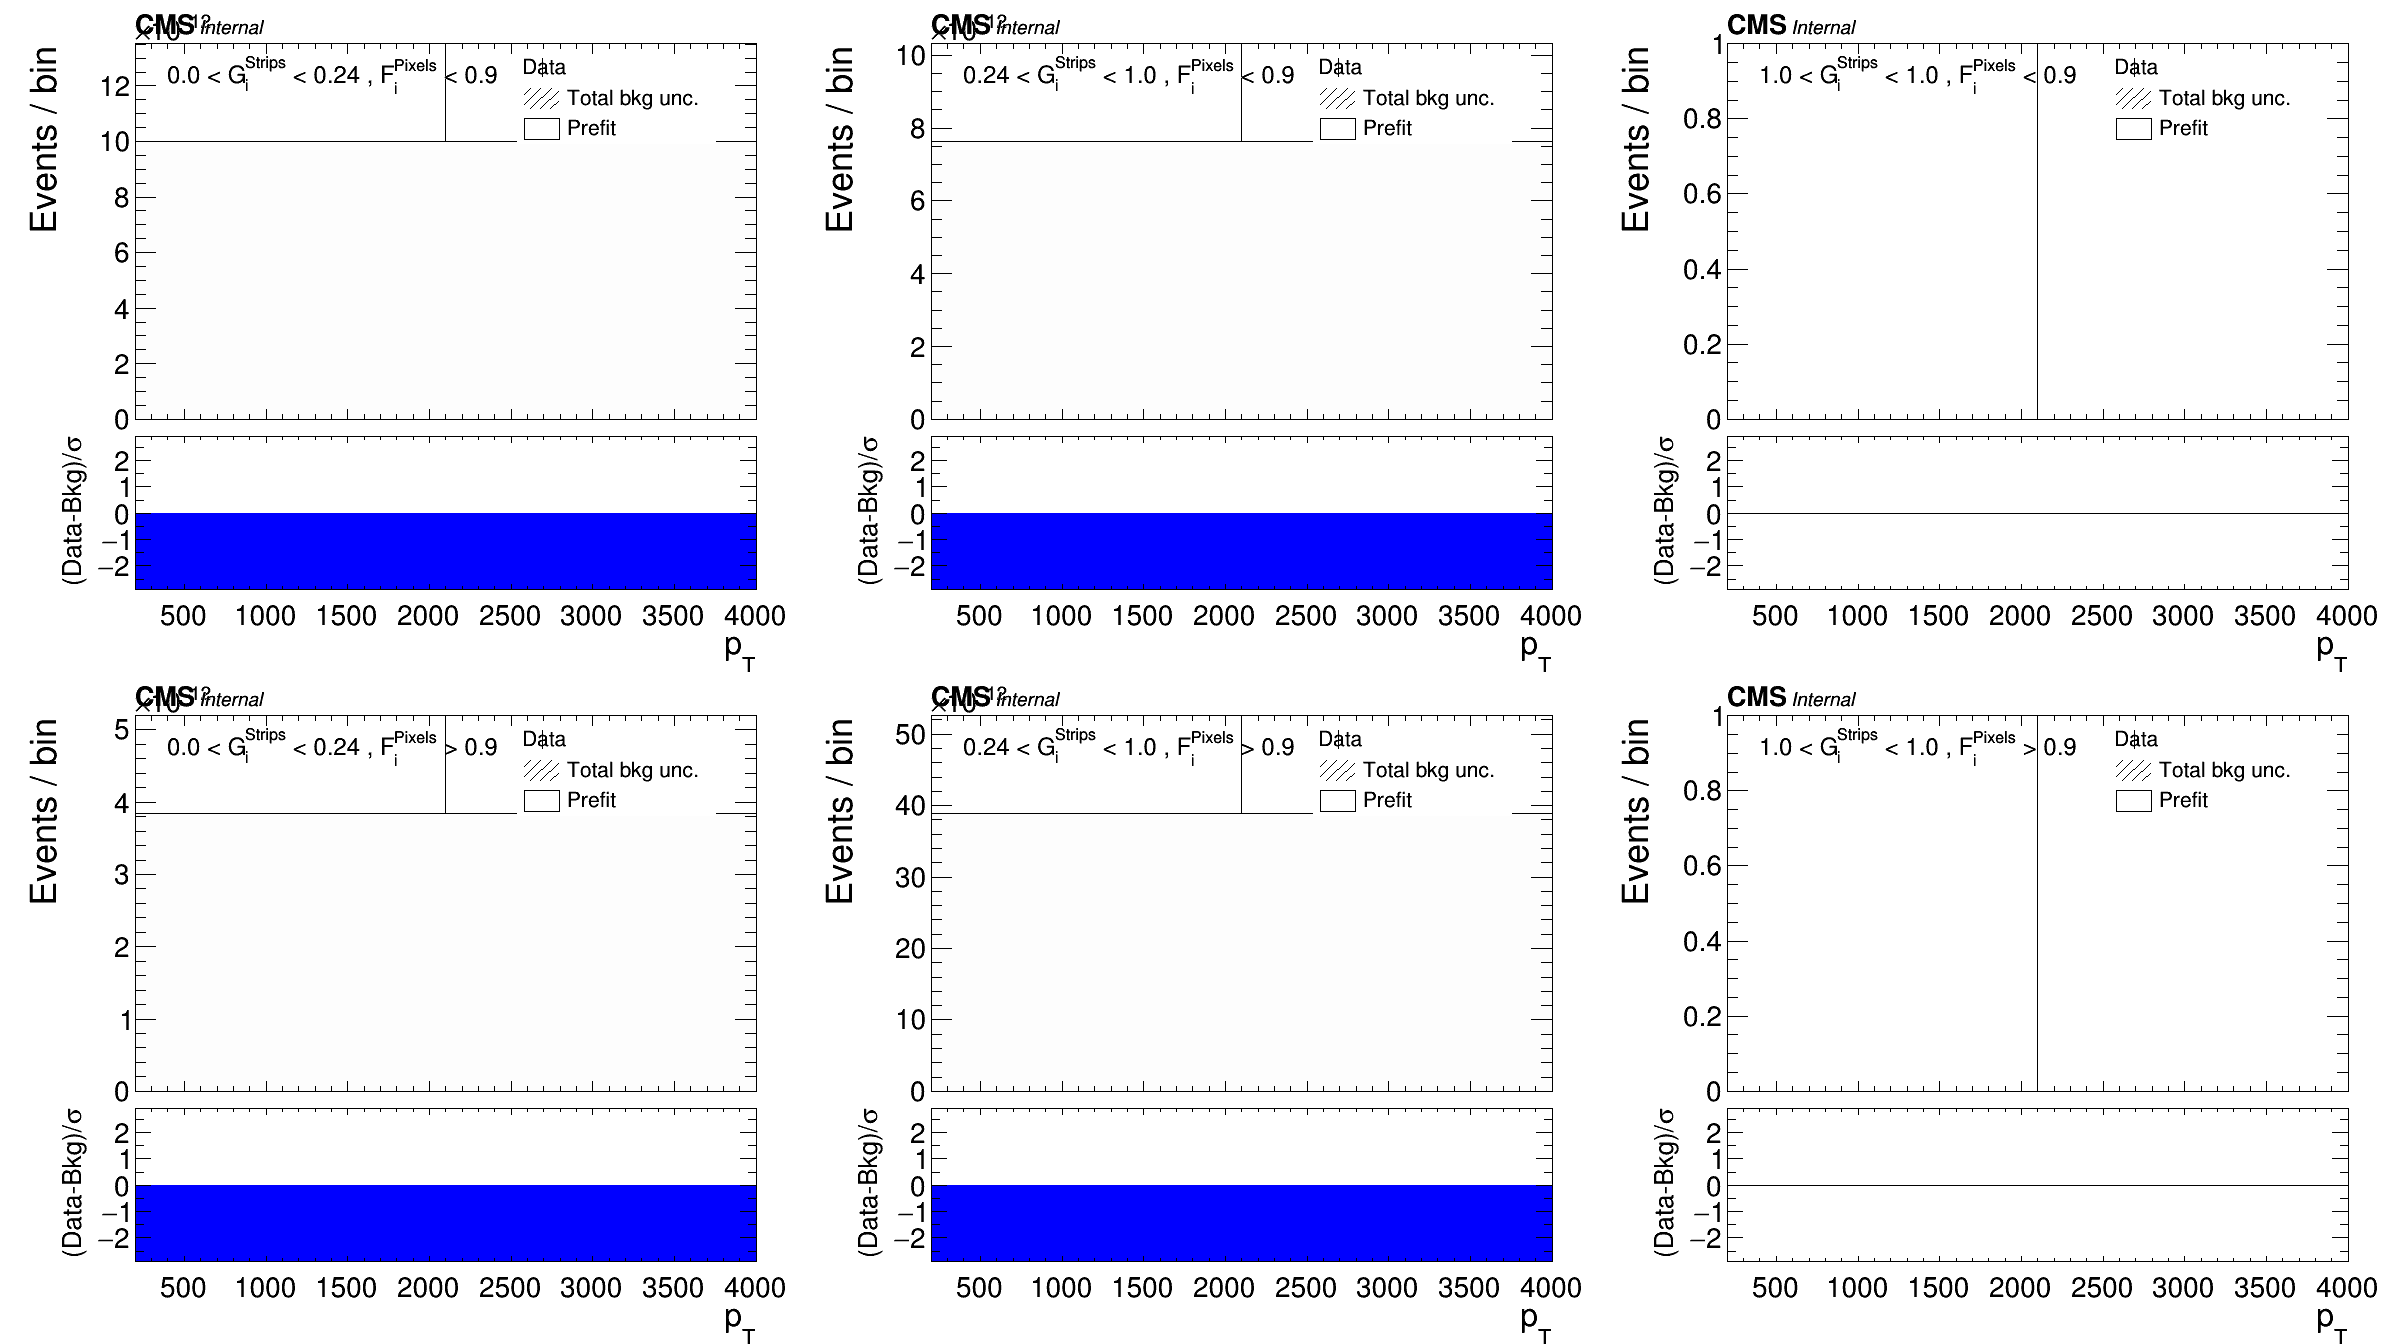 CMS Internal
×10¹²
Events / bin
0.0 < G_i^Strips < 0.24 , F_i^Pixels < 0.9
Data
Total bkg unc.
Prefit
12
10
8
6
4
2
0
(Data-Bkg)/σ
2
1
0
−1
−2
500 1000 1500 2000 2500 3000 3500 4000
p_T
CMS Internal
×10¹²
Events / bin
0.24 < G_i^Strips < 1.0 , F_i^Pixels < 0.9
Data
Total bkg unc.
Prefit
10
8
6
4
2
0
(Data-Bkg)/σ
2
1
0
−1
−2
500 1000 1500 2000 2500 3000 3500 4000
p_T
CMS Internal
Events / bin
1.0 < G_i^Strips < 1.0 , F_i^Pixels < 0.9
Data
Total bkg unc.
Prefit
1
0.8
0.6
0.4
0.2
0
(Data-Bkg)/σ
2
1
0
−1
−2
500 1000 1500 2000 2500 3000 3500 4000
p_T
CMS Internal
×10¹²
Events / bin
0.0 < G_i^Strips < 0.24 , F_i^Pixels > 0.9
Data
Total bkg unc.
Prefit
5
4
3
2
1
0
(Data-Bkg)/σ
2
1
0
−1
−2
500 1000 1500 2000 2500 3000 3500 4000
p_T
CMS Internal
×10¹²
Events / bin
0.24 < G_i^Strips < 1.0 , F_i^Pixels > 0.9
Data
Total bkg unc.
Prefit
50
40
30
20
10
0
(Data-Bkg)/σ
2
1
0
−1
−2
500 1000 1500 2000 2500 3000 3500 4000
p_T
CMS Internal
Events / bin
1.0 < G_i^Strips < 1.0 , F_i^Pixels > 0.9
Data
Total bkg unc.
Prefit
1
0.8
0.6
0.4
0.2
0
(Data-Bkg)/σ
2
1
0
−1
−2
500 1000 1500 2000 2500 3000 3500 4000
p_T